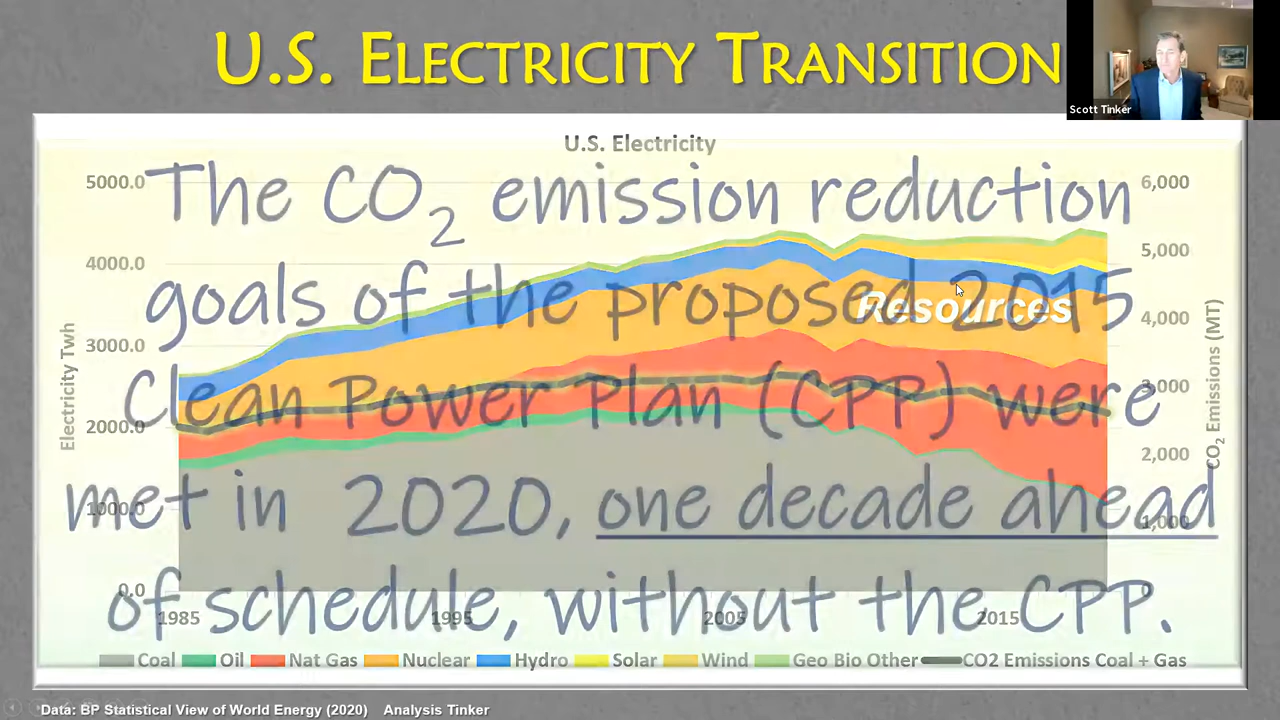 U.S. ELECTRICITY TRANSITION
Scott Tinker
U.S. Electricity
The CO2 emission reduction
goals of the proposed 2015
Clean Power Plan (CPP) were
met in 2020, one decade ahead
of schedule, without the CPP.
Resources
Electricity Twh
5000.0
4000.0
3000.0
2000.0
1000.0
0.0
CO2 Emissions (MT)
6,000
5,000
4,000
3,000
2,000
1,000
1985 1995 2005 2015
Coal Oil Nat Gas Nuclear Hydro Solar Wind Geo Bio Other CO2 Emissions Coal + Gas
Data: BP Statistical View of World Energy (2020) Analysis Tinker